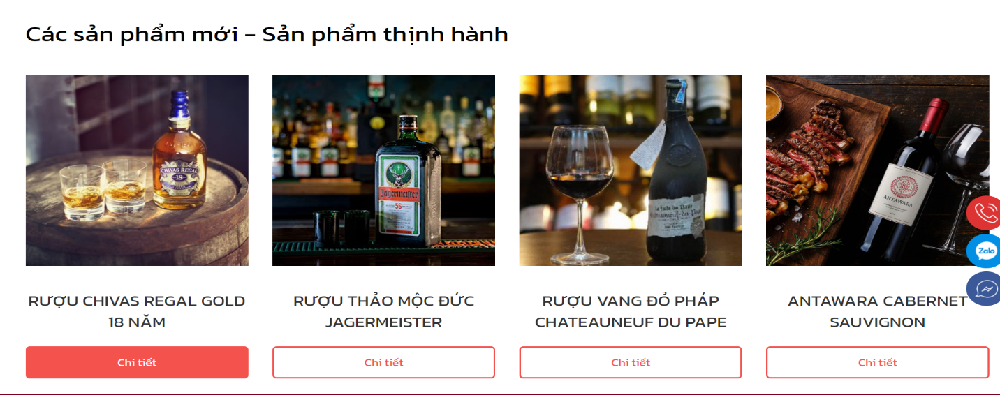 Các sản phẩm mới – Sản phẩm thịnh hành
CHIVAS REGAL
18
Jägermeister
56
la fiole du Pape
Châteauneuf-du-Pape
ANTAWARA
Zalo
RƯỢU CHIVAS REGAL GOLD
18 NĂM
RƯỢU THẢO MỘC ĐỨC
JAGERMEISTER
RƯỢU VANG ĐỎ PHÁP
CHATEAUNEUF DU PAPE
ANTAWARA CABERNET
SAUVIGNON
Chi tiết
Chi tiết
Chi tiết
Chi tiết